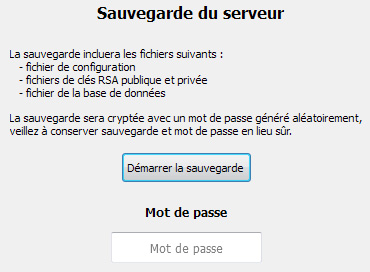 Sauvegarde du serveur
La sauvegarde incluera les fichiers suivants :
- fichier de configuration
- fichiers de clés RSA publique et privée
- fichier de la base de données
La sauvegarde sera cryptée avec un mot de passe généré aléatoirement,
veillez à conserver sauvegarde et mot de passe en lieu sûr.
Démarrer la sauvegarde
Mot de passe
Mot de passe